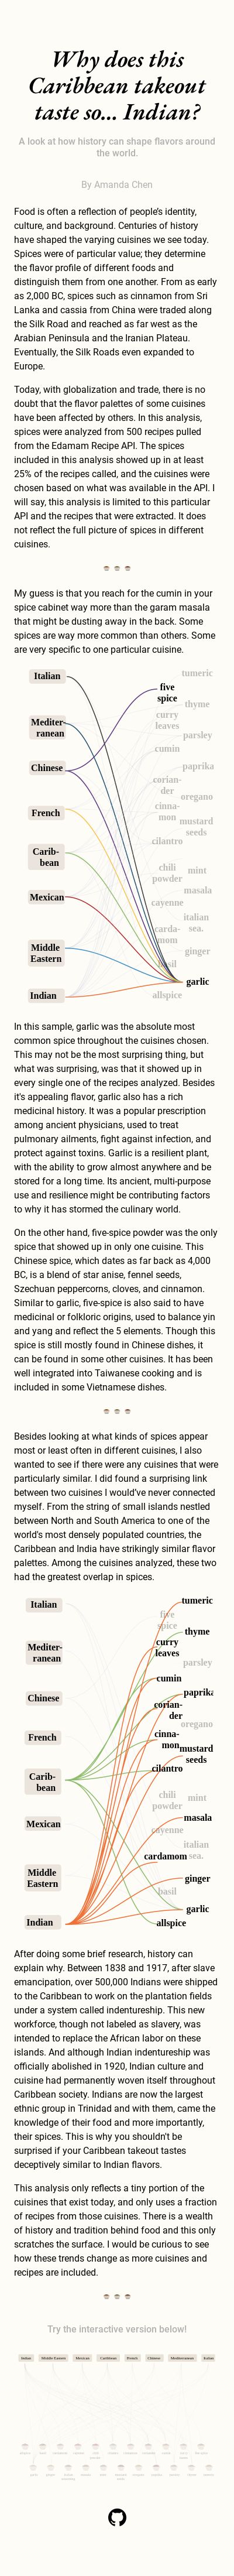 Why does this
Caribbean takeout
taste so... Indian?
A look at how history can shape flavors around
the world.
By Amanda Chen
Food is often a reflection of people's identity,
culture, and background. Centuries of history
have shaped the varying cuisines we see today.
Spices were of particular value; they determine
the flavor profile of different foods and
distinguish them from one another. From as early
as 2,000 BC, spices such as cinnamon from Sri
Lanka and cassia from China were traded along
the Silk Road and reached as far west as the
Arabian Peninsula and the Iranian Plateau.
Eventually, the Silk Roads even expanded to
Europe.
Today, with globalization and trade, there is no
doubt that the flavor palettes of some cuisines
have been affected by others. In this analysis,
spices were analyzed from 500 recipes pulled
from the Edamam Recipe API. The spices
included in this analysis showed up in at least
25% of the recipes called, and the cuisines were
chosen based on what was available in the API. I
will say, this analysis is limited to this particular
API and the recipes that were extracted. It does
not reflect the full picture of spices in different
cuisines.
My guess is that you reach for the cumin in your
spice cabinet way more than the garam masala
that might be dusting away in the back. Some
spices are way more common than others. Some
are very specific to one particular cuisine.
Italian
Mediter-
ranean
Chinese
French
Carib-
bean
Mexican
Middle
Eastern
Indian
tumeric
five
spice
thyme
curry
leaves
parsley
cumin
paprika
corian-
der
oregano
cinna-
mon
mustard
seeds
cilantro
chili
powder
mint
masala
cayenne
italian
sea.
carda-
mom
ginger
basil
garlic
allspice
In this sample, garlic was the absolute most
common spice throughout the cuisines chosen.
This may not be the most surprising thing, but
what was surprising, was that it showed up in
every single one of the recipes analyzed. Besides
it's appealing flavor, garlic also has a rich
medicinal history. It was a popular prescription
among ancient physicians, used to treat
pulmonary ailments, fight against infection, and
protect against toxins. Garlic is a resilient plant,
with the ability to grow almost anywhere and be
stored for a long time. Its ancient, multi-purpose
use and resilience might be contributing factors
to why it has stormed the culinary world.
On the other hand, five-spice powder was the only
spice that showed up in only one cuisine. This
Chinese spice, which dates as far back as 4,000
BC, is a blend of star anise, fennel seeds,
Szechuan peppercorns, cloves, and cinnamon.
Similar to garlic, five-spice is also said to have
medicinal or folkloric origins, used to balance yin
and yang and reflect the 5 elements. Though this
spice is still mostly found in Chinese dishes, it
can be found in some other cuisines. It has been
well integrated into Taiwanese cooking and is
included in some Vietnamese dishes.
Besides looking at what kinds of spices appear
most or least often in different cuisines, I also
wanted to see if there were any cuisines that were
particularly similar. I did found a surprising link
between two cuisines I would've never connected
myself. From the string of small islands nestled
between North and South America to one of the
world's most densely populated countries, the
Caribbean and India have strikingly similar flavor
palettes. Among the cuisines analyzed, these two
had the greatest overlap in spices.
Italian
Mediter-
ranean
Chinese
French
Carib-
bean
Mexican
Middle
Eastern
Indian
tumeric
five
spice
thyme
curry
leaves
parsley
cumin
paprika
corian-
der
oregano
cinna-
mon
mustard
seeds
cilantro
chili
powder
mint
masala
cayenne
italian
sea.
cardamom
ginger
basil
garlic
allspice
After doing some brief research, history can
explain why. Between 1838 and 1917, after slave
emancipation, over 500,000 Indians were shipped
to the Caribbean to work on the plantation fields
under a system called indentureship. This new
workforce, though not labeled as slavery, was
intended to replace the African labor on these
islands. And although Indian indentureship was
officially abolished in 1920, Indian culture and
cuisine had permanently woven itself throughout
Caribbean society. Indians are now the largest
ethnic group in Trinidad and with them, came the
knowledge of their food and more importantly,
their spices. This is why you shouldn't be
surprised if your Caribbean takeout tastes
deceptively similar to Indian flavors.
This analysis only reflects a tiny portion of the
cuisines that exist today, and only uses a fraction
of recipes from those cuisines. There is a wealth
of history and tradition behind food and this only
scratches the surface. I would be curious to see
how these trends change as more cuisines and
recipes are included.
Try the interactive version below!
Indian Middle Eastern Mexican Caribbean French Chinese Mediterranean Italian